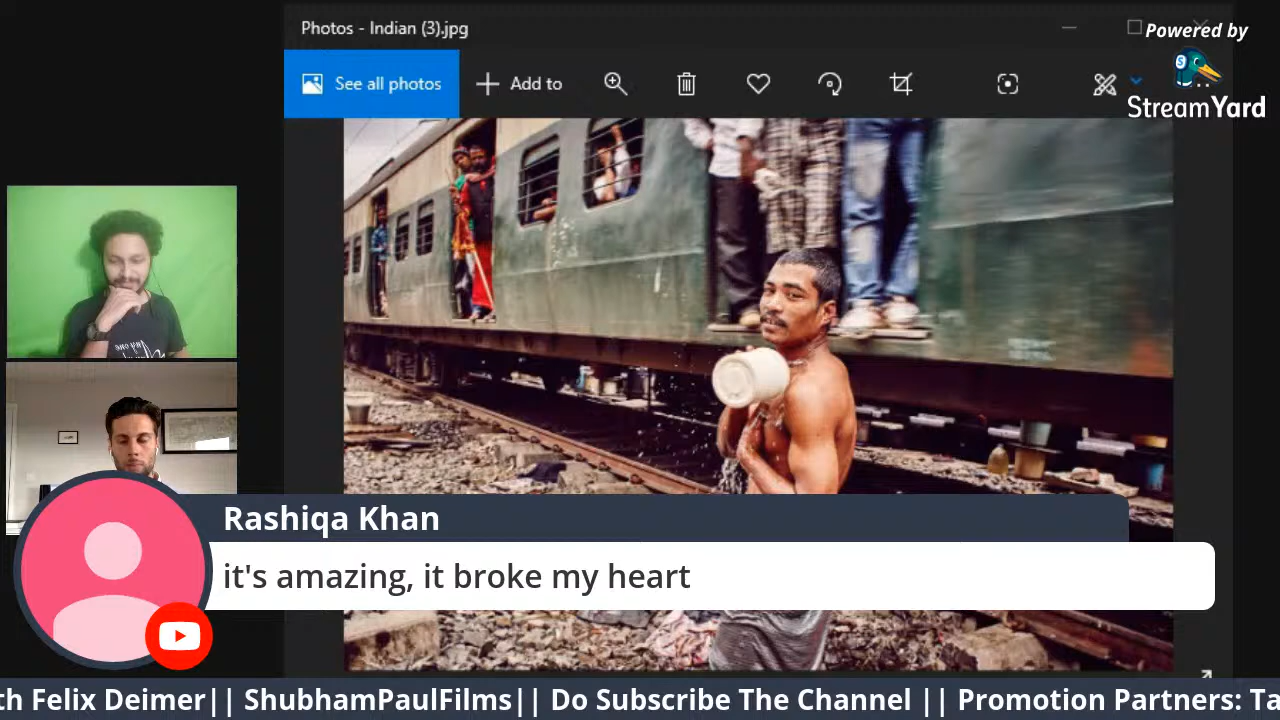 Photos - Indian (3).jpg
Powered by
See all photos
Add to
StreamYard
Rashiqa Khan
it's amazing, it broke my heart
th Felix Deimer|| ShubhamPaulFilms|| Do Subscribe The Channel || Promotion Partners: Ta